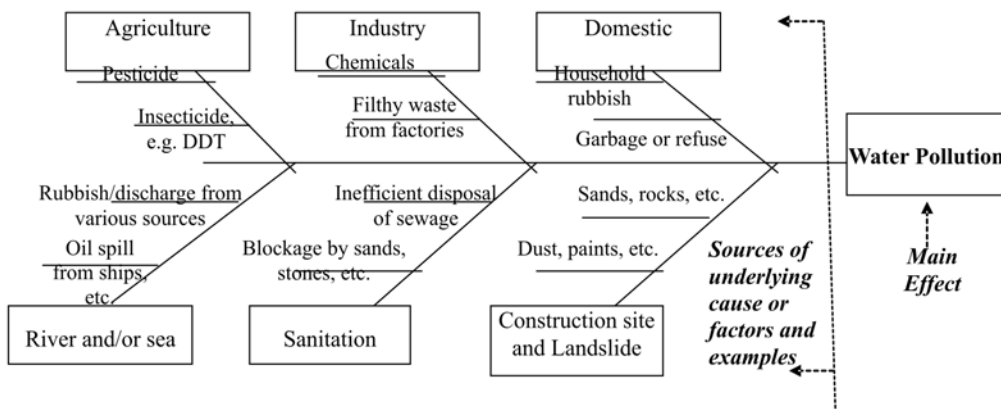 Agriculture
Industry
Domestic
Pesticide
Chemicals
Household
rubbish
Insecticide,
e.g. DDT
Filthy waste
from factories
Garbage or refuse
Water Pollution
Rubbish/discharge from
various sources
Inefficient disposal
of sewage
Sands, rocks, etc.
Oil spill
from ships,
etc.
Blockage by sands,
stones, etc.
Dust, paints, etc.
Sources of
underlying
cause or
factors and
examples
Main
Effect
River and/or sea
Sanitation
Construction site
and Landslide